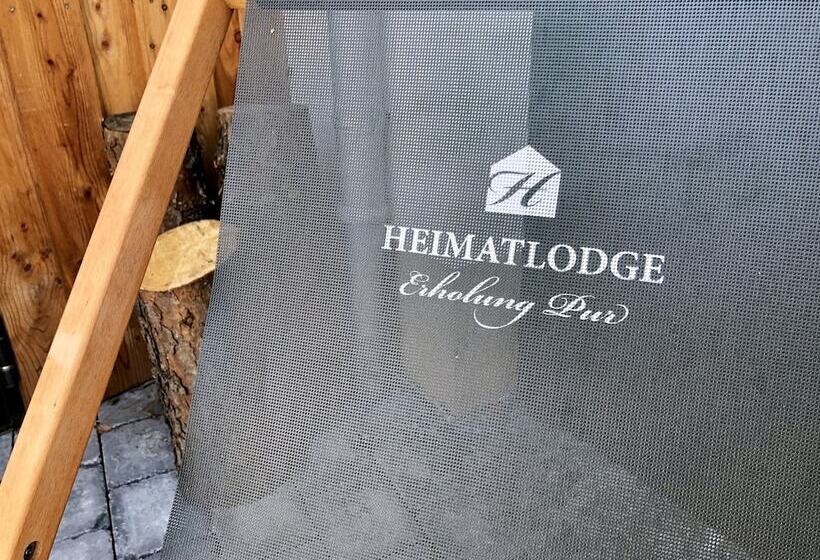 H
HEIMATLODGE
Erholung Pur